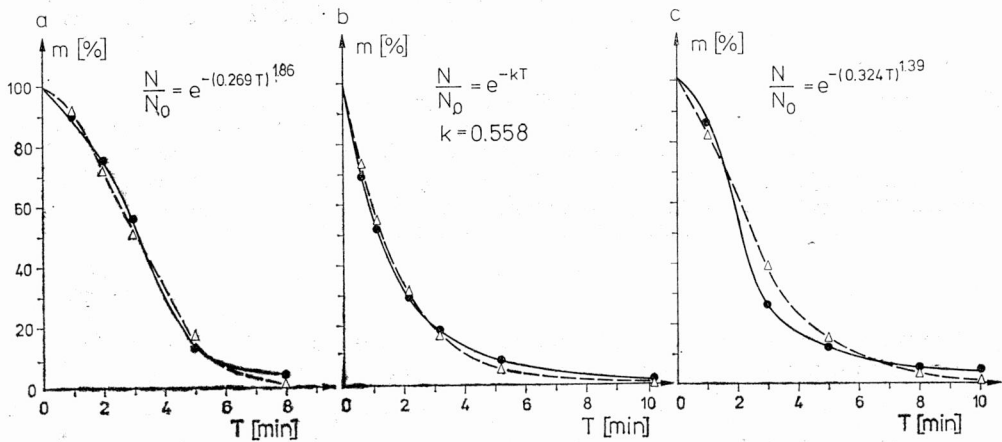 a
m [%]
N/N₀ = e^-(0.269 T)^1.86
100
80
60
40
20
0
0 2 4 6 8
T [min]
b
m [%]
N/N₀ = e^-kT
k = 0.558
0 2 4 6 8 10
T [min]
c
m [%]
N/N₀ = e^-(0.324 T)^1.39
0 2 4 6 8 10
T [min]